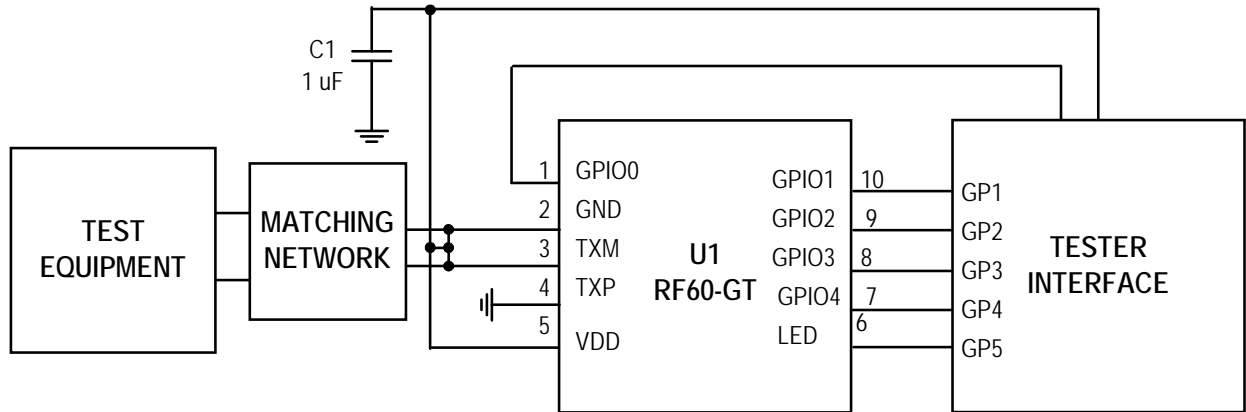 C1
1 uF
TEST
EQUIPMENT
MATCHING
NETWORK
1
2
3
4
5
GPIO0
GND
TXM
TXP
VDD
U1
RF60-GT
GPIO1
GPIO2
GPIO3
GPIO4
LED
10
9
8
7
6
GP1
GP2
GP3
GP4
GP5
TESTER
INTERFACE